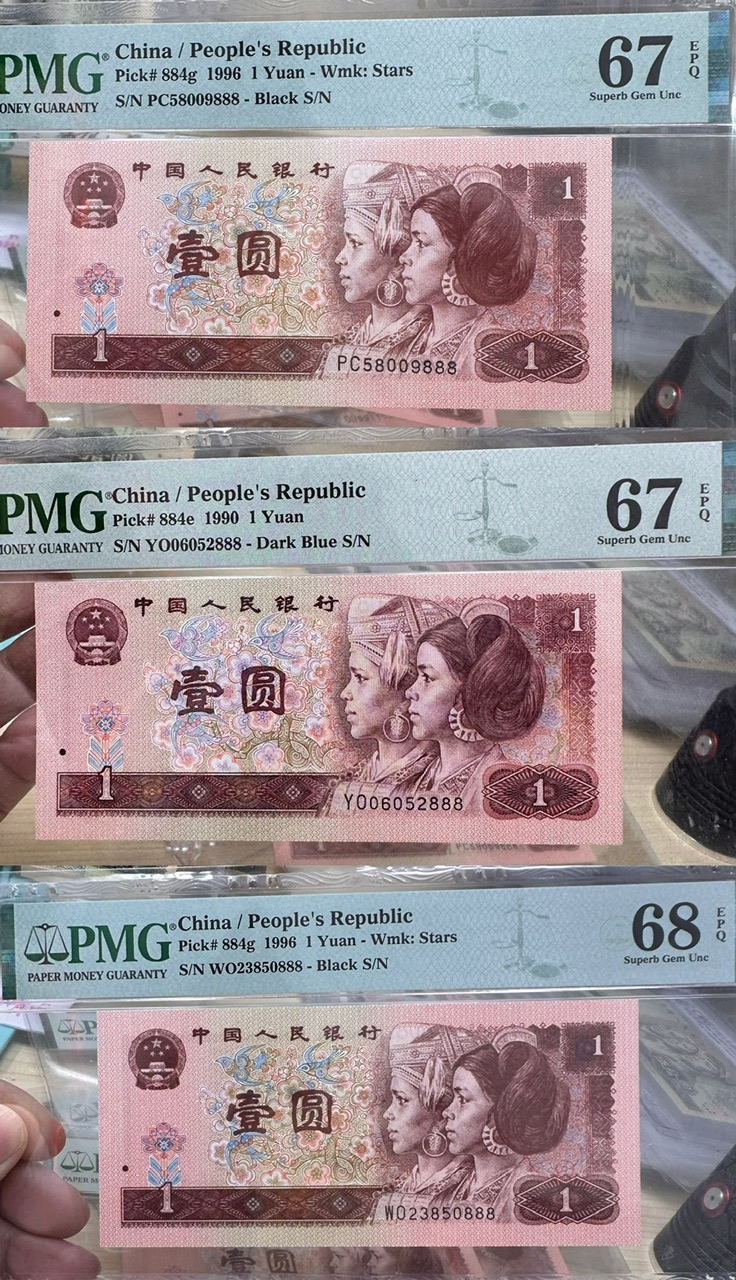 PMG®
ONEY GUARANTY
China / People's Republic
Pick# 884g 1996 1 Yuan - Wmk: Stars
S/N PC58009888 - Black S/N
67
EPQ
Superb Gem Unc
中国人民银行
1
壹圆
1
PC58009888
1
PMG®
MONEY GUARANTY
China / People's Republic
Pick# 884e 1990 1 Yuan
S/N YO06052888 - Dark Blue S/N
67
EPQ
Superb Gem Unc
中国人民银行
1
壹圆
1
YO06052888
1
PMG®
PAPER MONEY GUARANTY
China / People's Republic
Pick# 884g 1996 1 Yuan - Wmk: Stars
S/N WO23850888 - Black S/N
68
EPQ
Superb Gem Unc
中国人民银行
1
壹圆
1
WO23850888
1
壹圆